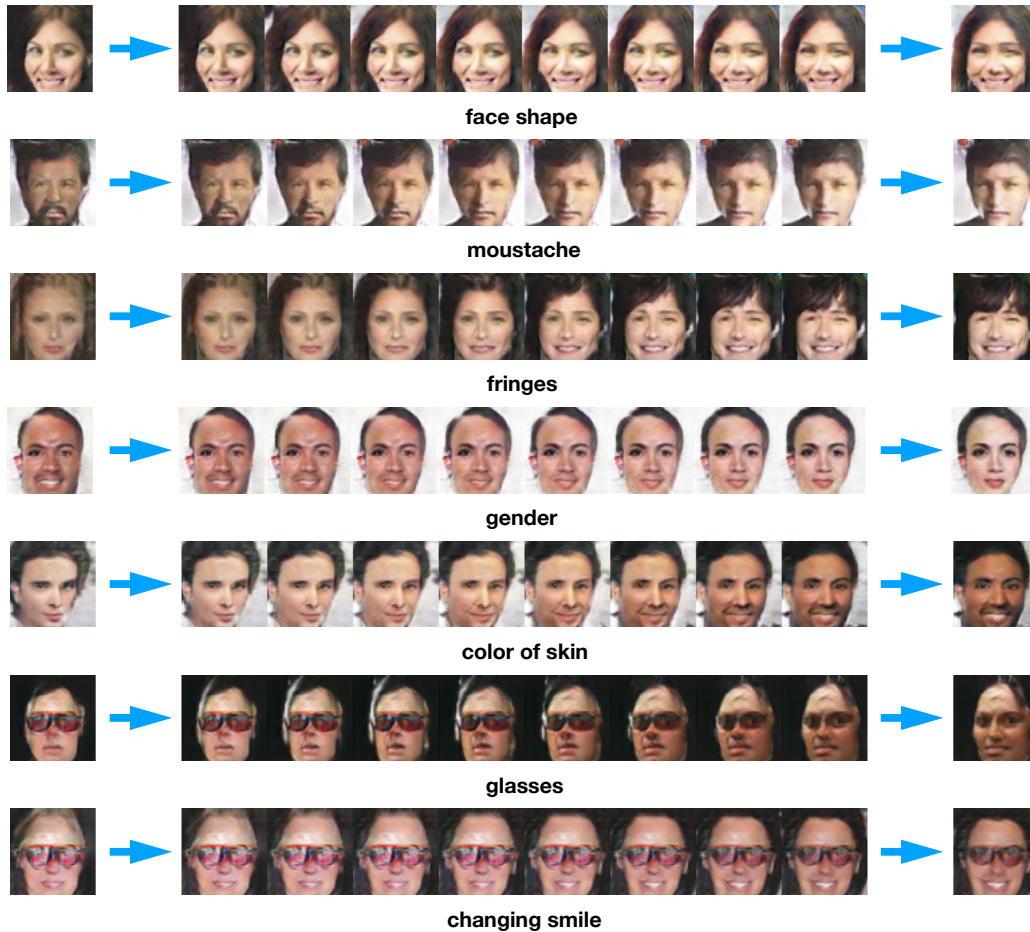 face shape
moustache
fringes
gender
color of skin
glasses
changing smile